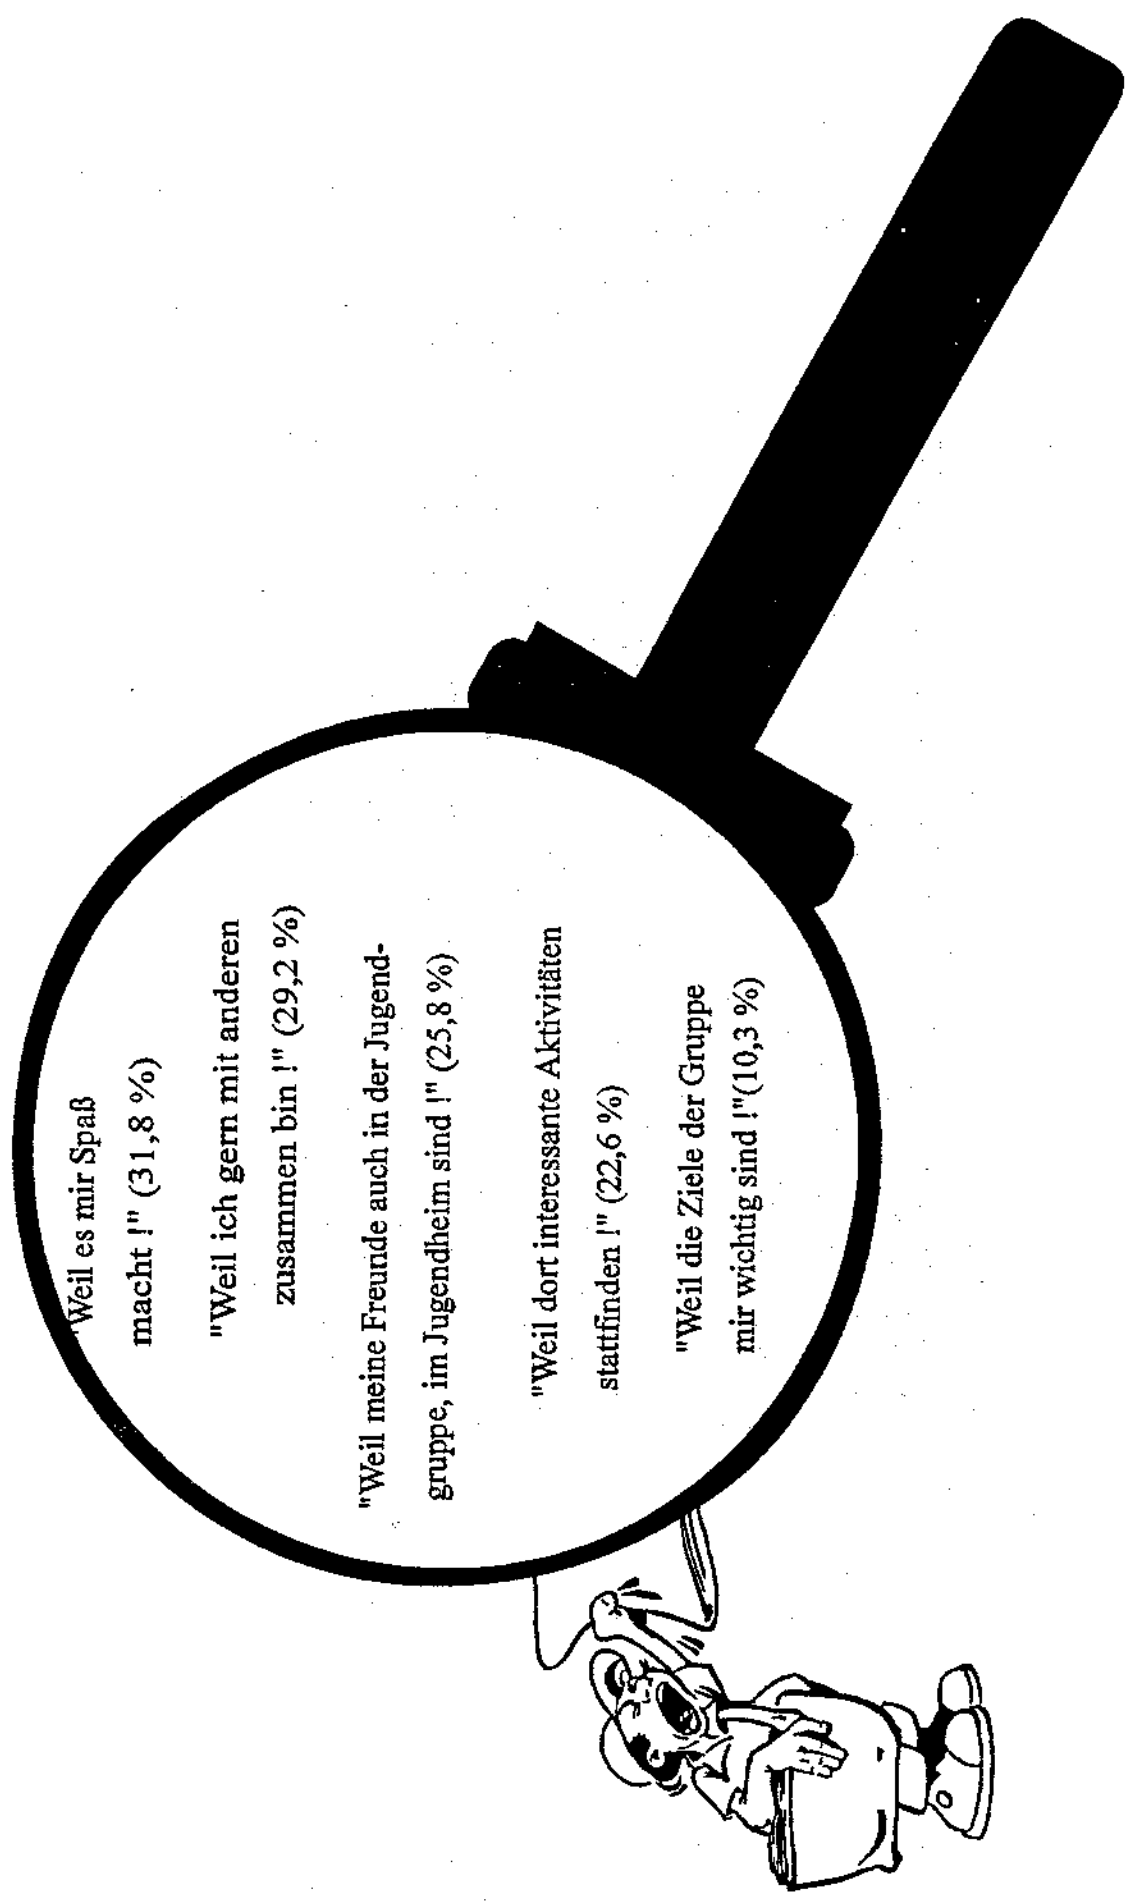 "Weil es mir Spaß
macht !" (31,8 %)
"Weil ich gern mit anderen
zusammen bin !" (29,2 %)
"Weil meine Freunde auch in der Jugend-
gruppe, im Jugendheim sind !" (25,8 %)
"Weil dort interessante Aktivitäten
stattfinden !" (22,6 %)
"Weil die Ziele der Gruppe
mir wichtig sind !"(10,3 %)